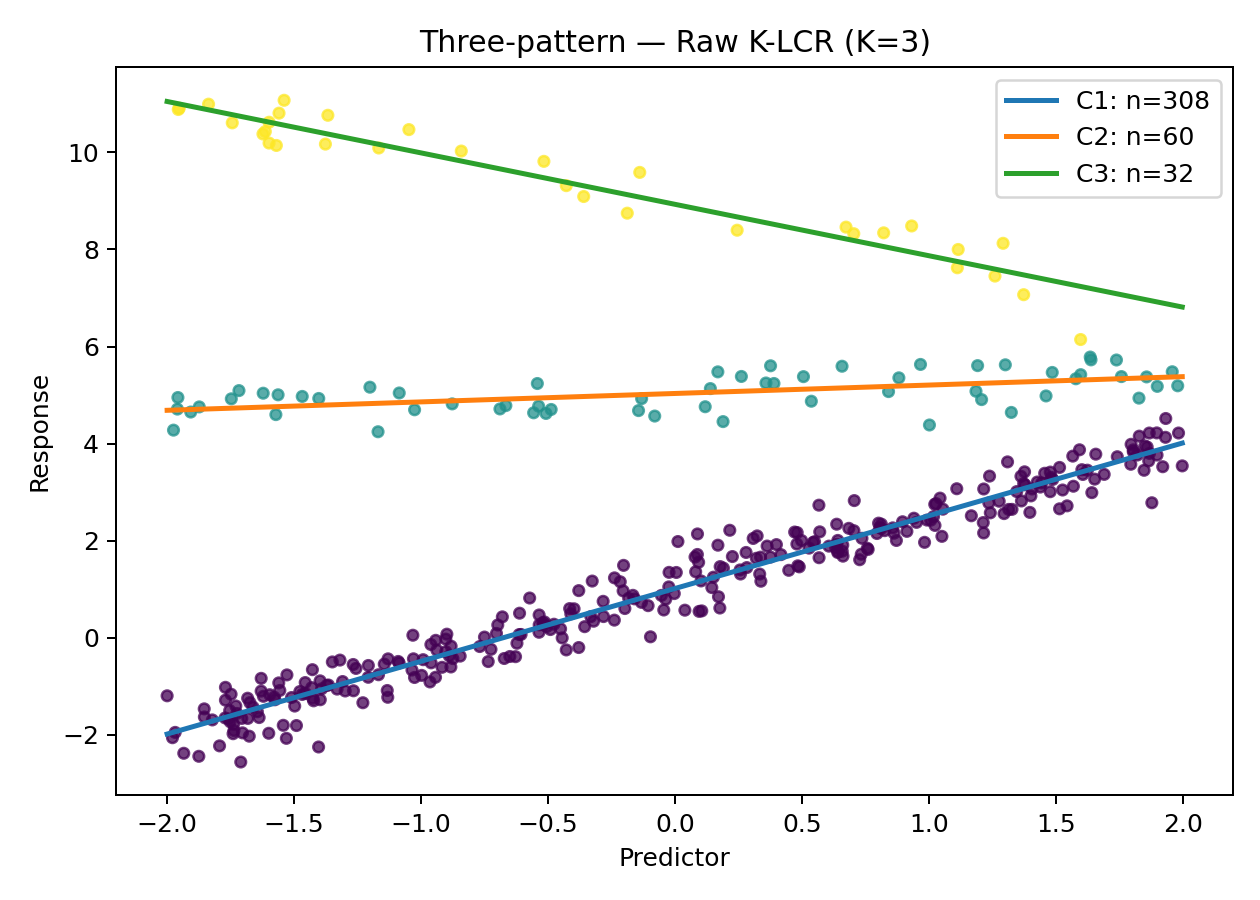 Three-pattern — Raw K-LCR (K=3)
C1: n=308
C2: n=60
C3: n=32
Response
10
8
6
4
2
0
−2
−2.0 −1.5 −1.0 −0.5 0.0 0.5 1.0 1.5 2.0
Predictor